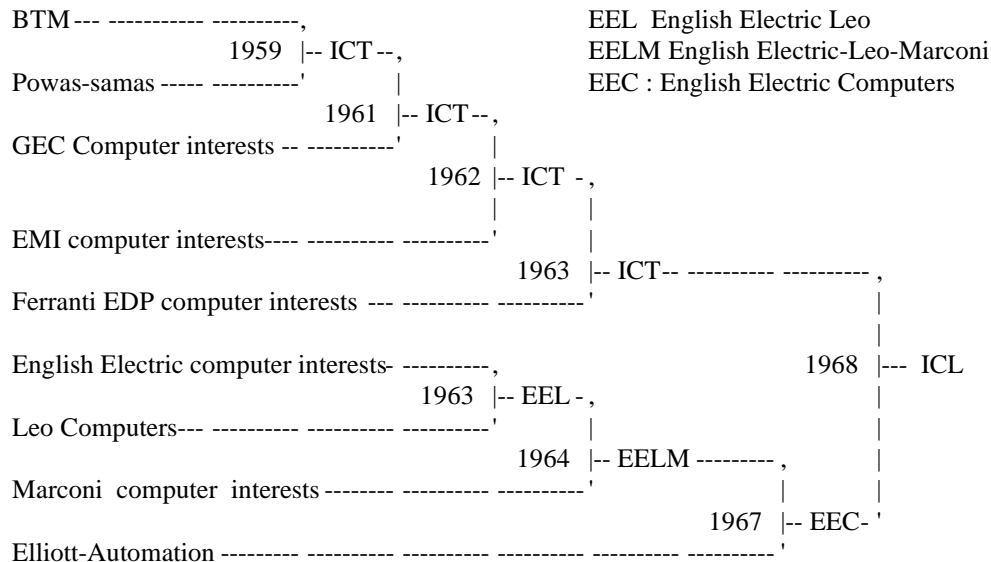 BTM --- ----------- ----------, EEL English Electric Leo
1959 |-- ICT --, EELM English Electric-Leo-Marconi
Powas-samas ----- ----------' | EEC : English Electric Computers
1961 |-- ICT --,
GEC Computer interests -- ----------' |
1962 |-- ICT -,
| |
EMI computer interests---- ---------- ----------' |
1963 |-- ICT-- ---------- --------- ,
Ferranti EDP computer interests --- ---------- ----------' |
|
English Electric computer interests- ----------, 1968 |--- ICL
1963 |-- EEL - , |
Leo Computers--- ---------- ---------- ----------' | |
1964 |-- EELM --------- , |
Marconi computer interests -------- ---------- ----------' | |
1967 |-- EEC- '
Elliott-Automation --------- ---------- ---------- ---------- ---------- --------- '